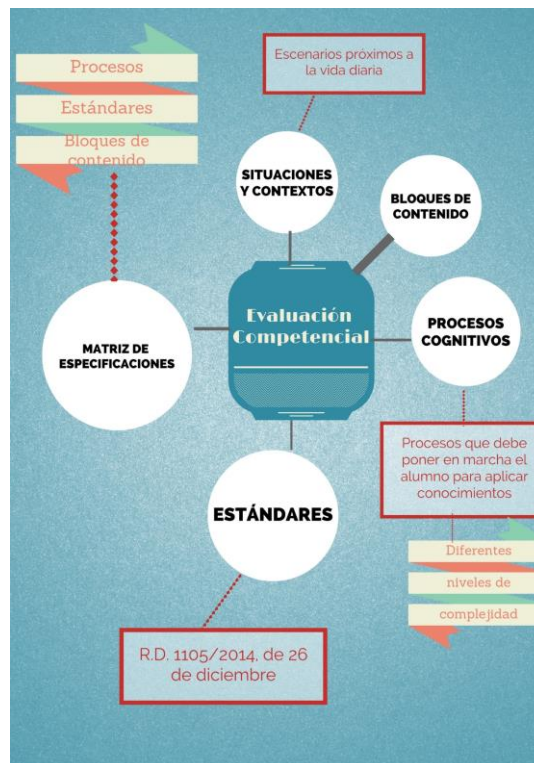 Procesos
Estándares
Bloques de
contenido
Escenarios próximos a
la vida diaria
SITUACIONES
Y CONTEXTOS
BLOQUES DE
CONTENIDO
Evaluación
Competencial
MATRIZ DE
ESPECIFICACIONES
PROCESOS
COGNITIVOS
Procesos que debe
poner en marcha el
alumno para aplicar
conocimientos
ESTÁNDARES
Diferentes
niveles de
complejidad
R.D. 1105/2014, de 26
de diciembre